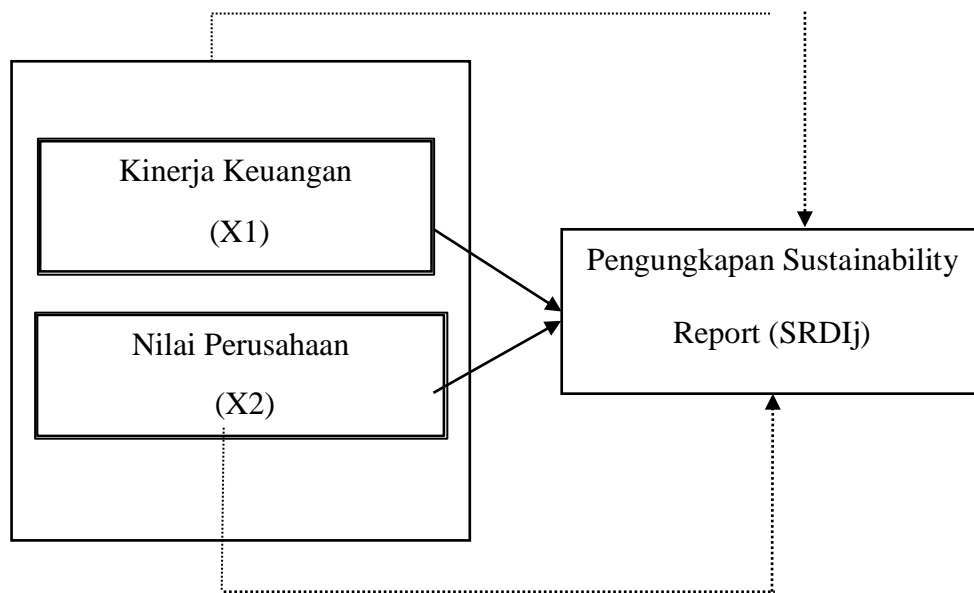 Kinerja Keuangan
(X1)
Nilai Perusahaan
(X2)
Pengungkapan Sustainability
Report (SRDIj)